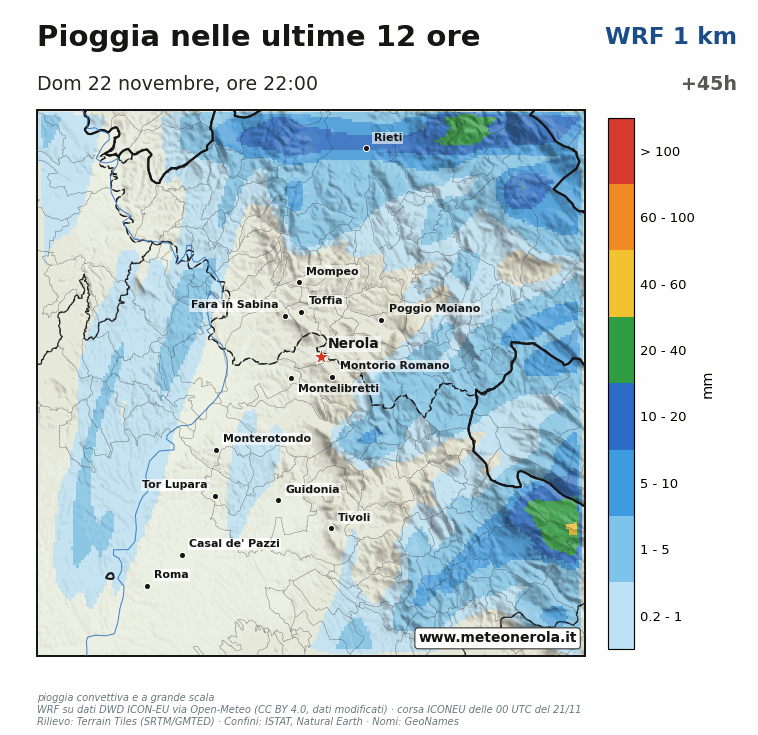 Pioggia nelle ultime 12 ore
WRF 1 km
Dom 22 novembre, ore 22:00
+45h
Rieti
Mompeo
Toffia
Fara in Sabina
Poggio Moiano
Nerola
Montorio Romano
Montelibretti
Monterotondo
Tor Lupara
Guidonia
Tivoli
Casal de' Pazzi
Roma
www.meteonerola.it
> 100
60 - 100
40 - 60
20 - 40
10 - 20
5 - 10
1 - 5
0.2 - 1
mm
pioggia convettiva e a grande scala
WRF su dati DWD ICON-EU via Open-Meteo (CC BY 4.0, dati modificati) · corsa ICONEU delle 00 UTC del 21/11
Rilievo: Terrain Tiles (SRTM/GMTED) · Confini: ISTAT, Natural Earth · Nomi: GeoNames